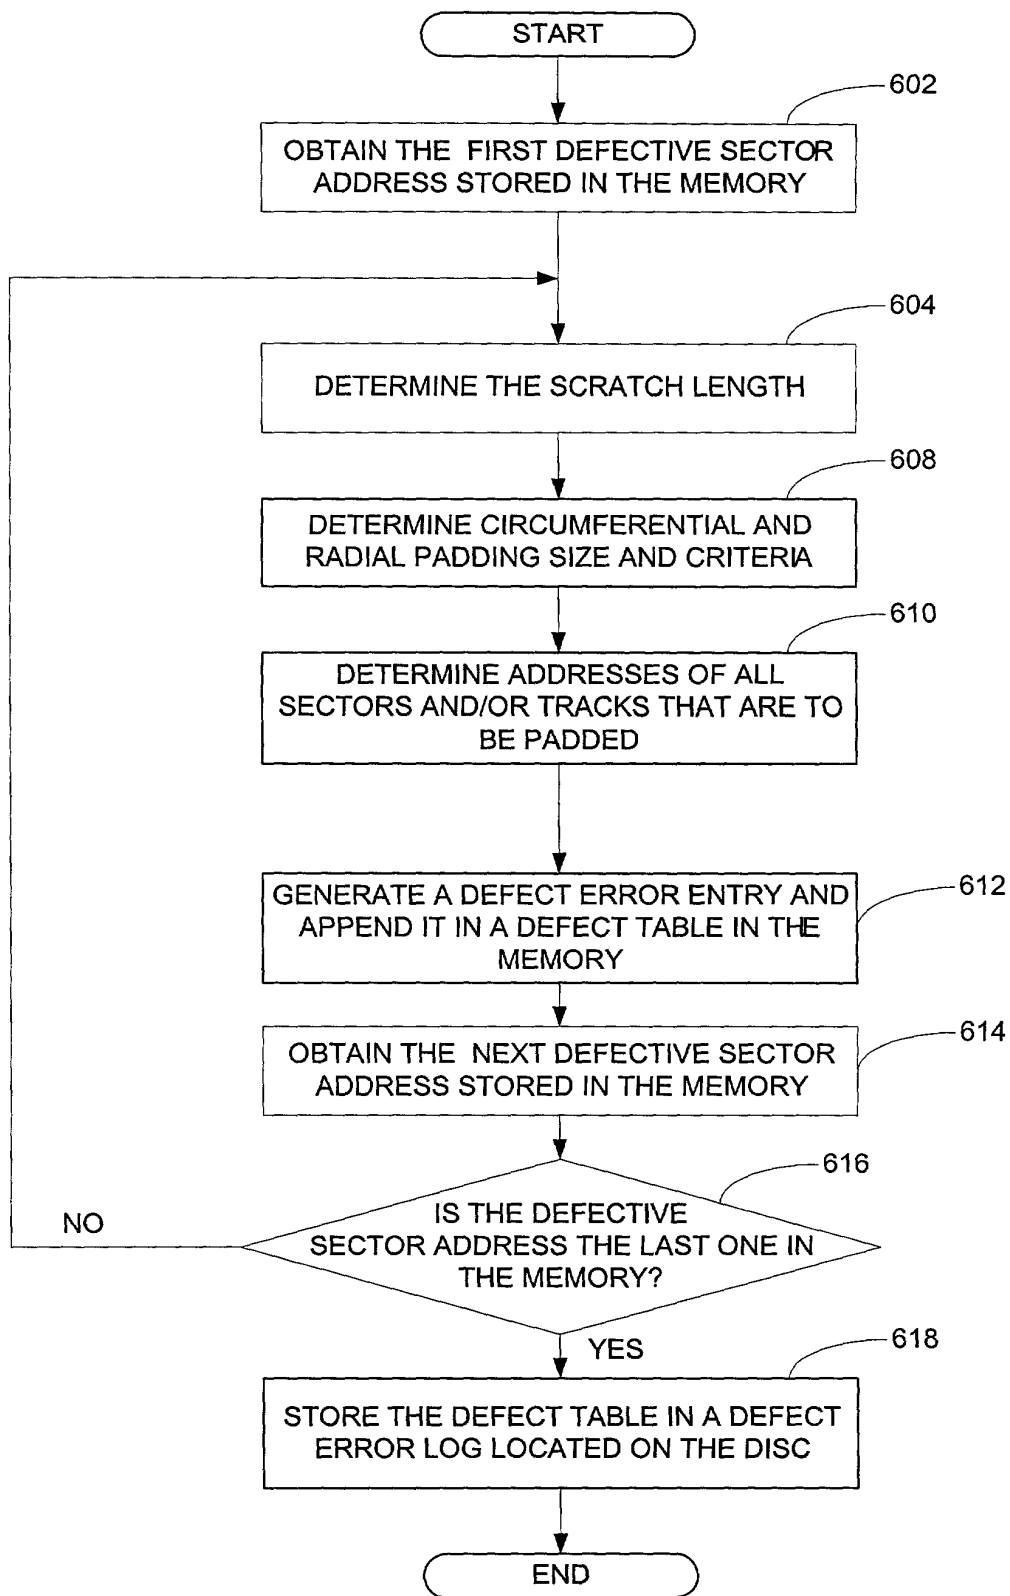 START
602
OBTAIN THE FIRST DEFECTIVE SECTOR
ADDRESS STORED IN THE MEMORY
604
DETERMINE THE SCRATCH LENGTH
608
DETERMINE CIRCUMFERENTIAL AND
RADIAL PADDING SIZE AND CRITERIA
610
DETERMINE ADDRESSES OF ALL
SECTORS AND/OR TRACKS THAT ARE TO
BE PADDED
612
GENERATE A DEFECT ERROR ENTRY AND
APPEND IT IN A DEFECT TABLE IN THE
MEMORY
614
OBTAIN THE NEXT DEFECTIVE SECTOR
ADDRESS STORED IN THE MEMORY
616
IS THE DEFECTIVE
SECTOR ADDRESS THE LAST ONE IN
THE MEMORY?
NO
YES
618
STORE THE DEFECT TABLE IN A DEFECT
ERROR LOG LOCATED ON THE DISC
END